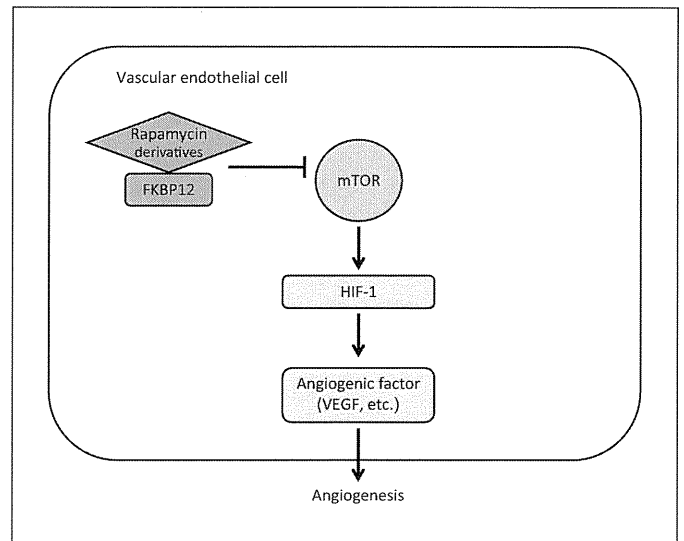 Vascular endothelial cell
Rapamycin
derivatives
FKBP12
mTOR
HIF-1
Angiogenic factor
(VEGF, etc.)
Angiogenesis